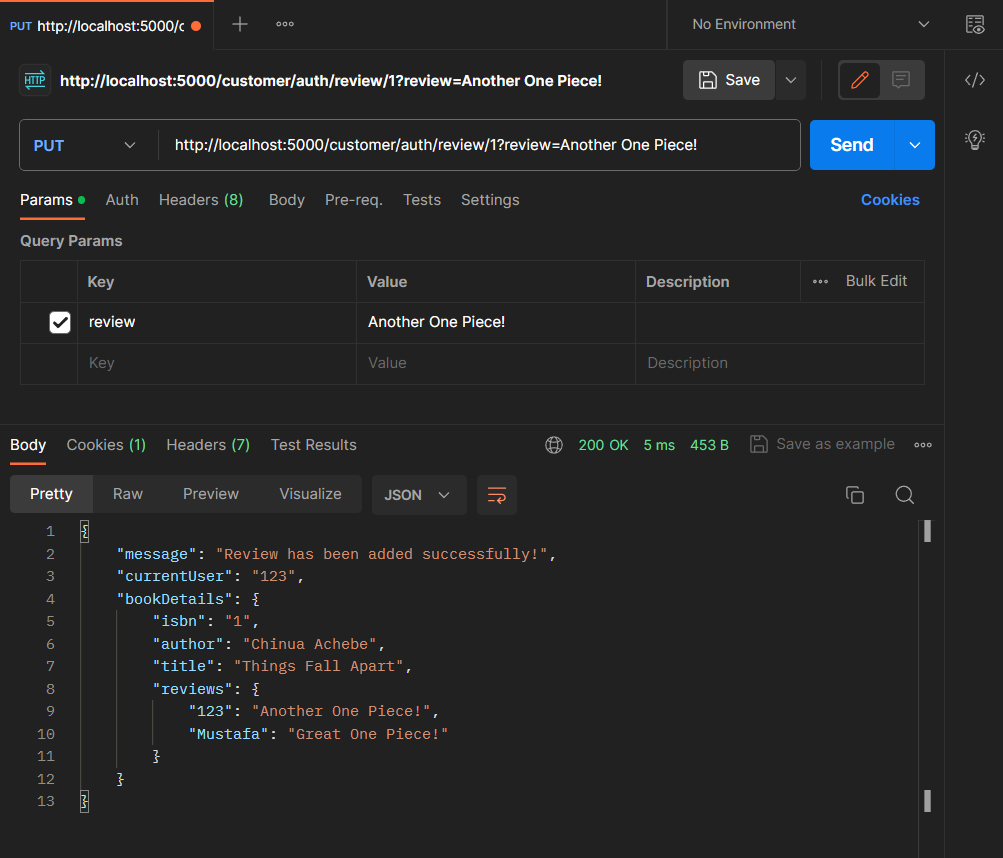 PUT http://localhost:5000/c
No Environment
HTTP http://localhost:5000/customer/auth/review/1?review=Another One Piece!
Save
PUT
http://localhost:5000/customer/auth/review/1?review=Another One Piece!
Send
Params Auth Headers (8) Body Pre-req. Tests Settings Cookies
Query Params
Key Value Description Bulk Edit
review Another One Piece!
Key Value Description
Body Cookies (1) Headers (7) Test Results 200 OK 5 ms 453 B Save as example
Pretty Raw Preview Visualize JSON
1 {
2 "message": "Review has been added successfully!",
3 "currentUser": "123",
4 "bookDetails": {
5 "isbn": "1",
6 "author": "Chinua Achebe",
7 "title": "Things Fall Apart",
8 "reviews": {
9 "123": "Another One Piece!",
10 "Mustafa": "Great One Piece!"
11 }
12 }
13 }